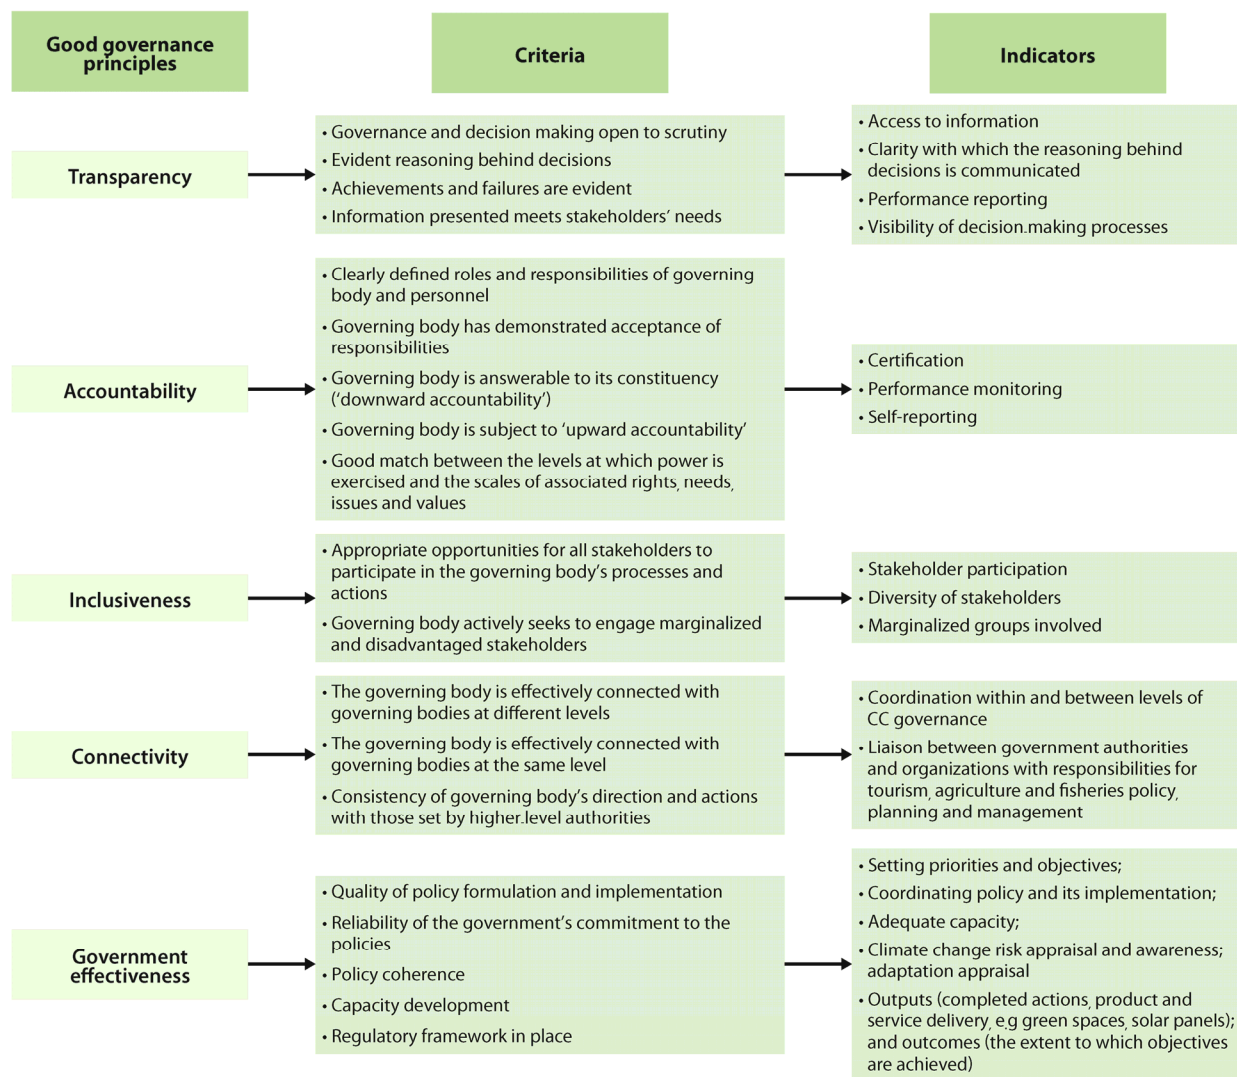 Good governance
principles
Criteria
Indicators
Transparency
• Governance and decision making open to scrutiny
• Evident reasoning behind decisions
• Achievements and failures are evident
• Information presented meets stakeholders’ needs
• Access to information
• Clarity with which the reasoning behind
decisions is communicated
• Performance reporting
• Visibility of decision.making processes
Accountability
• Clearly defined roles and responsibilities of governing
body and personnel
• Governing body has demonstrated acceptance of
responsibilities
• Governing body is answerable to its constituency
(‘downward accountability’)
• Governing body is subject to ‘upward accountability’
• Good match between the levels at which power is
exercised and the scales of associated rights, needs,
issues and values
• Certification
• Performance monitoring
• Self-reporting
Inclusiveness
• Appropriate opportunities for all stakeholders to
participate in the governing body’s processes and
actions
• Governing body actively seeks to engage marginalized
and disadvantaged stakeholders
• Stakeholder participation
• Diversity of stakeholders
• Marginalized groups involved
Connectivity
• The governing body is effectively connected with
governing bodies at different levels
• The governing body is effectively connected with
governing bodies at the same level
• Consistency of governing body’s direction and actions
with those set by higher.level authorities
• Coordination within and between levels of
CC governance
• Liaison between government authorities
and organizations with responsibilities for
tourism, agriculture and fisheries policy,
planning and management
Government
effectiveness
• Quality of policy formulation and implementation
• Reliability of the government’s commitment to the
policies
• Policy coherence
• Capacity development
• Regulatory framework in place
• Setting priorities and objectives;
• Coordinating policy and its implementation;
• Adequate capacity;
• Climate change risk appraisal and awareness;
adaptation appraisal
• Outputs (completed actions, product and
service delivery, e.g green spaces, solar panels);
and outcomes (the extent to which objectives
are achieved)